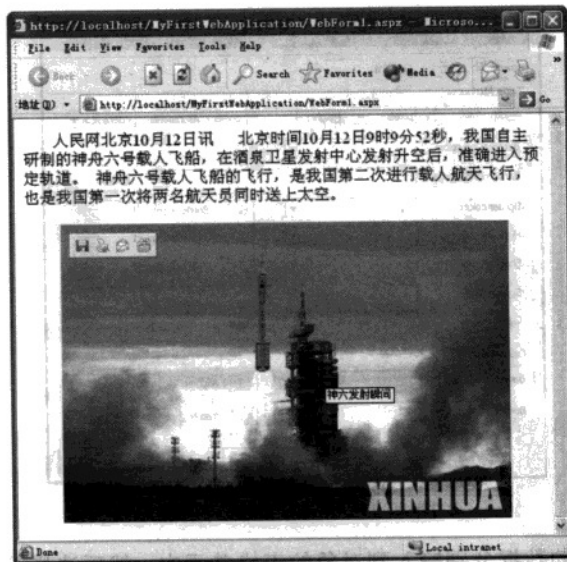 http://localhost/MyFirstWebApplication/WebForm1.aspx - Microso...
File Edit View Favorites Tools Help
Back Search Favorites Media
地址(D) http://localhost/MyFirstWebApplication/WebForm1.aspx Go
人民网北京10月12日讯 北京时间10月12日9时9分52秒，我国自主
研制的神舟六号载人飞船，在酒泉卫星发射中心发射升空后，准确进入预
定轨道。 神舟六号载人飞船的飞行，是我国第二次进行载人航天飞行，
也是我国第一次将两名航天员同时送上太空。
神六发射瞬间
XINHUA
Done Local intranet